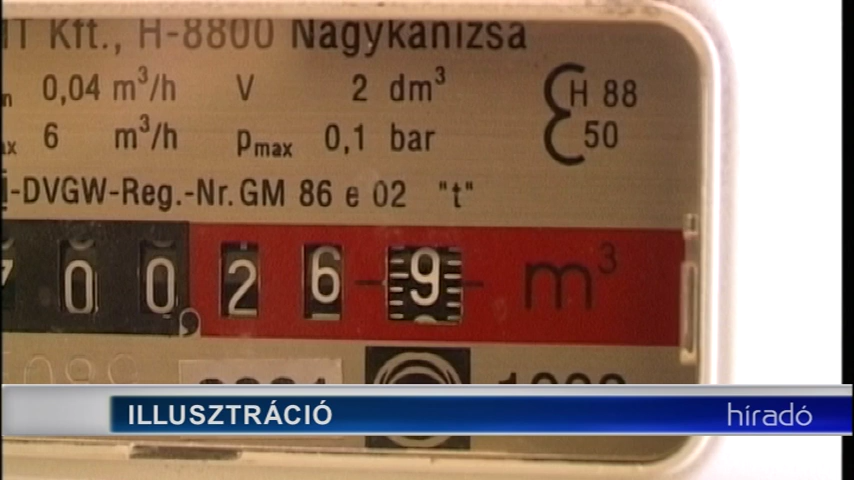 Kft., H-8800 Nagykanizsa
0,04 m³/h V 2 dm³
6 m³/h pmax 0,1 bar
H 88
50
-DVGW-Reg.-Nr. GM 86 e 02 "t"
7 0 0 , 2 6 9 m³
ILLUSZTRÁCIÓ
híradó